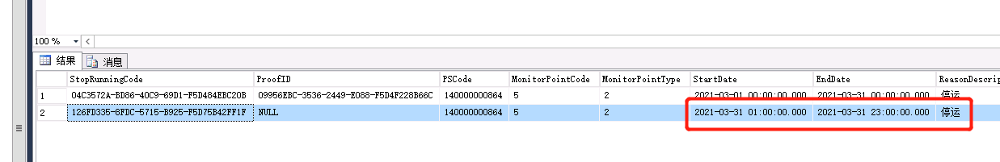 100 %
结果 消息
StopRunningCode ProofID PSCode MonitorPointCode MonitorPointType StartDate EndDate ReasonDescrip
1 04C3572A-BD86-40C9-69D1-F5D484EBC20B 09956EBC-3536-2449-E088-F5D4F228B66C 140000000864 5 2 2021-03-01 00:00:00.000 2021-03-31 00:00:00.000 停运
2 126FD335-8FDC-5715-B925-F5D75B42FF1F NULL 140000000864 5 2 2021-03-31 01:00:00.000 2021-03-31 23:00:00.000 停运